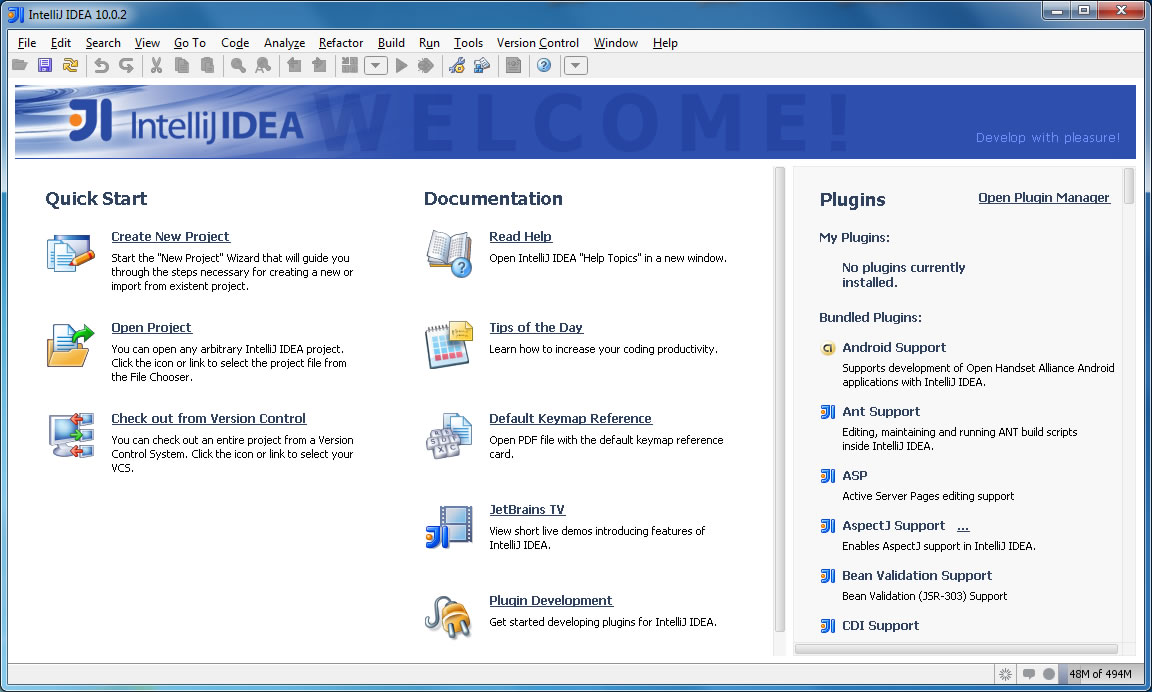 IntelliJ IDEA 10.0.2
File Edit Search View Go To Code Analyze Refactor Build Run Tools Version Control Window Help
IntelliJ IDEA WELCOME!
Develop with pleasure!
Quick Start
Create New Project
Start the "New Project" Wizard that will guide you
through the steps necessary for creating a new or
import from existent project.
Open Project
You can open any arbitrary IntelliJ IDEA project.
Click the icon or link to select the project file from
the File Chooser.
Check out from Version Control
You can check out an entire project from a Version
Control System. Click the icon or link to select your
VCS.
Documentation
Read Help
Open IntelliJ IDEA "Help Topics" in a new window.
Tips of the Day
Learn how to increase your coding productivity.
Default Keymap Reference
Open PDF file with the default keymap reference
card.
JetBrains TV
View short live demos introducing features of
IntelliJ IDEA.
Plugin Development
Get started developing plugins for IntelliJ IDEA.
Plugins
Open Plugin Manager
My Plugins:
No plugins currently
installed.
Bundled Plugins:
Android Support
Supports development of Open Handset Alliance Android
applications with IntelliJ IDEA.
Ant Support
Editing, maintaining and running ANT build scripts
inside IntelliJ IDEA.
ASP
Active Server Pages editing support
AspectJ Support ...
Enables AspectJ support in IntelliJ IDEA.
Bean Validation Support
Bean Validation (JSR-303) Support
CDI Support
48M of 494M